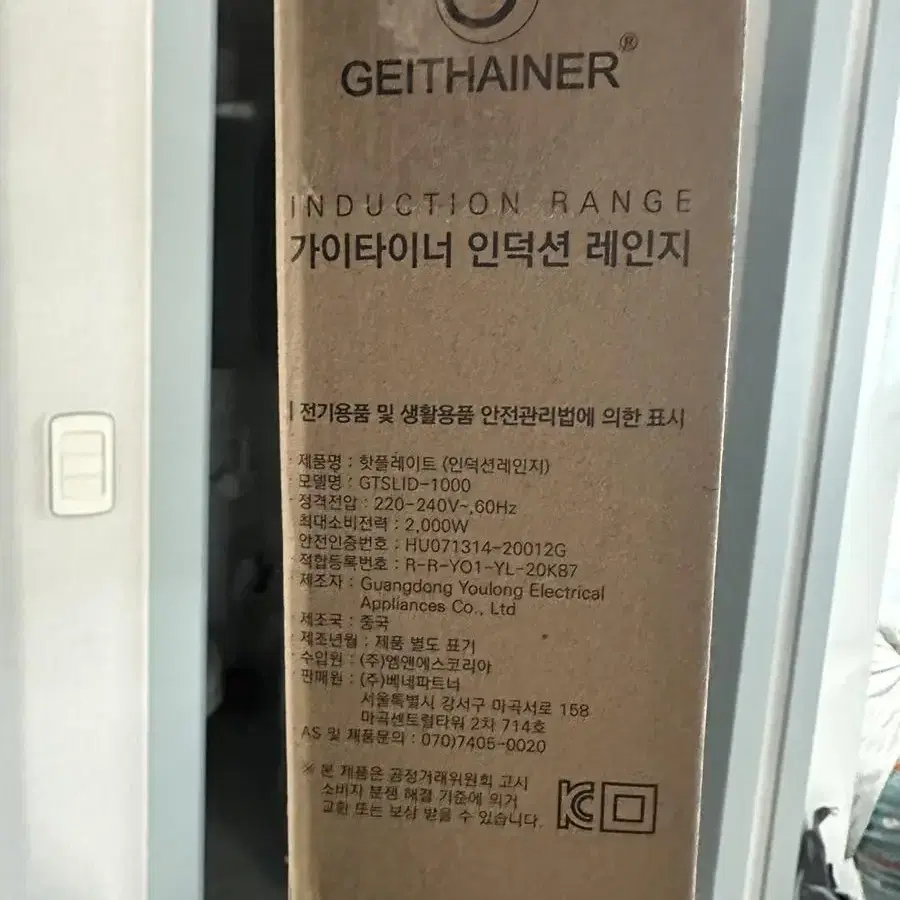 GEITHAINER®
INDUCTION RANGE
가이타이너 인덕션 레인지
전기용품 및 생활용품 안전관리법에 의한 표시
제품명 : 핫플레이트 (인덕션레인지)
모델명 : GTSLID-1000
정격전압 : 220-240V~,60Hz
최대소비전력 : 2,000W
안전인증번호 : HU071314-20012G
적합등록번호 : R-R-YO1-YL-20K87
제조자 : Guangdong Youlong Electrical
Appliances Co., Ltd
제조국 : 중국
제조년월 : 제품 별도 표기
수입원 : (주)엠앤에스코리아
판매원 : (주)베네파트너
서울특별시 강서구 마곡서로 158
마곡센트럴타워 2차 714호
AS 및 제품문의 : 070)7405-0020
※ 본 제품은 공정거래위원회 고시
소비자 분쟁 해결 기준에 의거
교환 또는 보상 받을 수 있습니다.